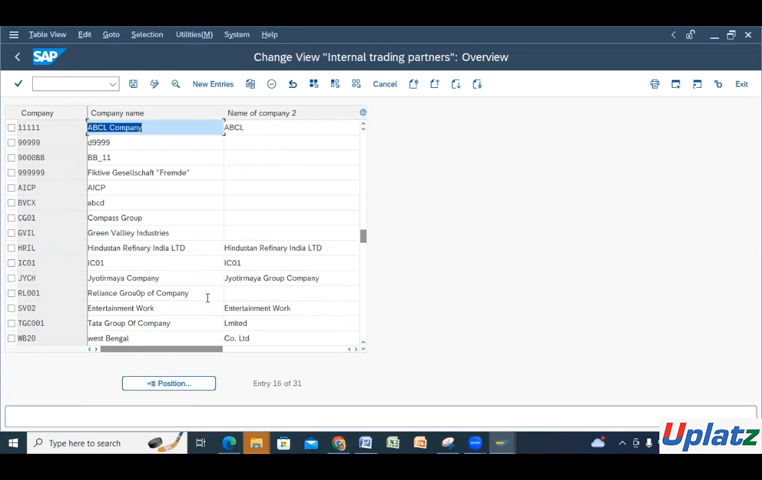 Table View Edit Goto Selection Utilities(M) System Help
SAP Change View "Internal trading partners": Overview
New Entries Cancel Exit
Company Company name Name of company 2
11111 ABCL Company ABCL
99999 d9999
9000BB BB_11
999999 Fiktive Gesellschaft "Fremde"
AICP AICP
BVCX abcd
CG01 Compass Group
GVIL Green Valliey Industries
HRIL Hindustan Refinary India LTD Hindustan Refinary India LTD
IC01 IC01 IC01
JYCH Jyotirmaya Company Jyotirmaya Group Company
RL001 Reliance Grou0p of Company
SV02 Entertainment Work Entertainment Work
TGC001 Tata Group Of Company Lmited
WB20 west Bengal Co. Ltd
Position... Entry 16 of 31
Type here to search
Uplatz